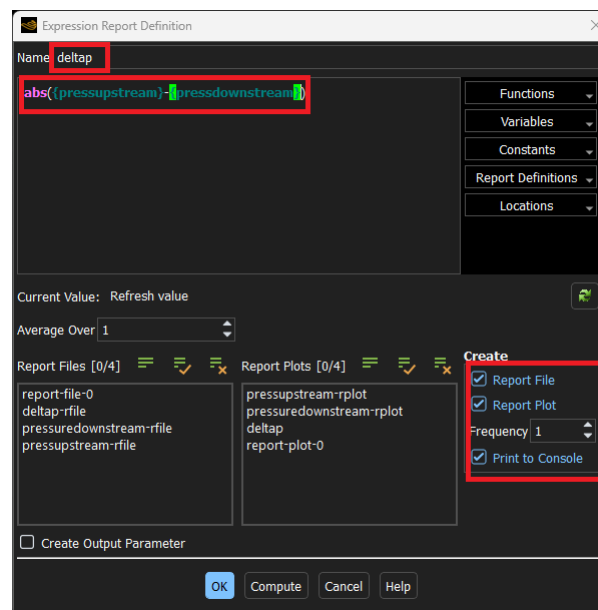 Expression Report Definition
Name deltap
abs({pressupstream}-{pressdownstream})
Functions
Variables
Constants
Report Definitions
Locations
Current Value: Refresh value
Average Over 1
Report Files [0/4]
report-file-0
deltap-rfile
pressuredownstream-rfile
pressupstream-rfile
Report Plots [0/4]
pressupstream-rplot
pressuredownstream-rplot
deltap
report-plot-0
Create
Report File
Report Plot
Frequency 1
Print to Console
Create Output Parameter
OK Compute Cancel Help